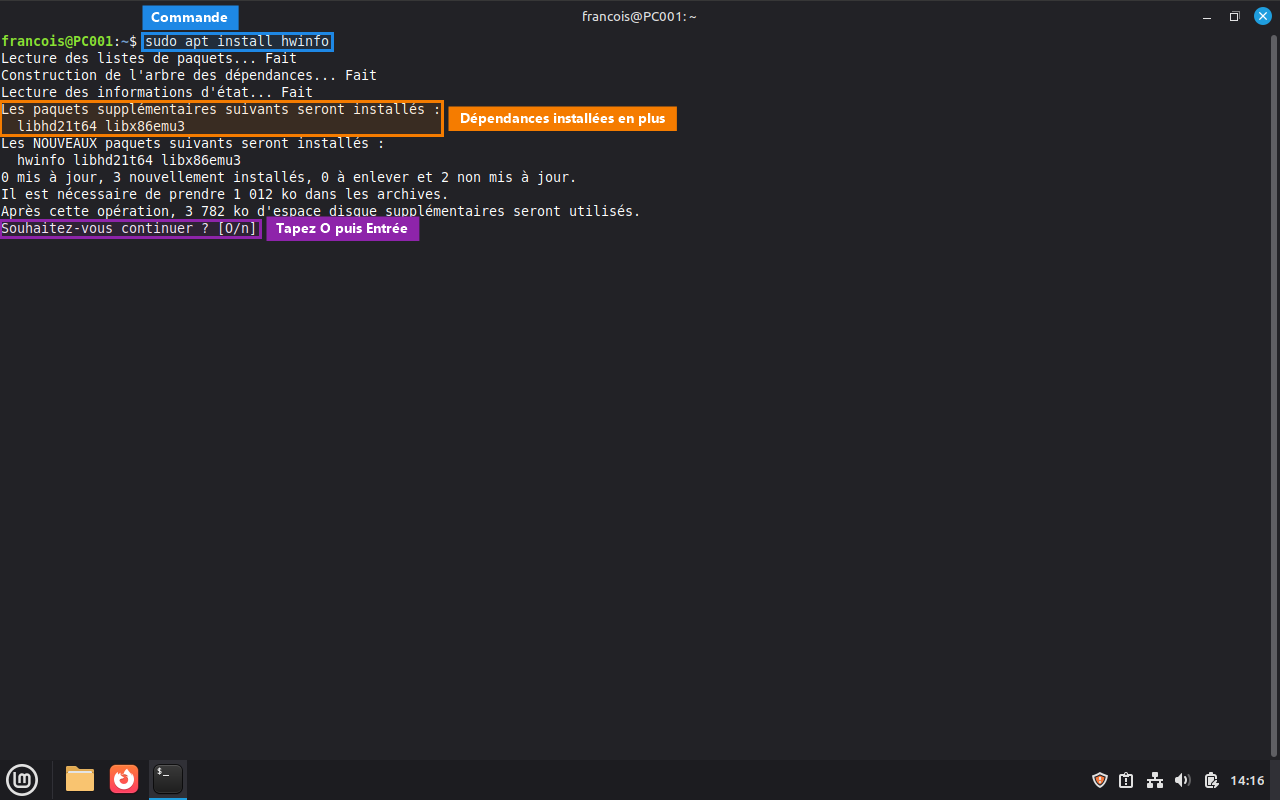 Commande
francois@PC001: ~
francois@PC001:~$ sudo apt install hwinfo
Lecture des listes de paquets... Fait
Construction de l'arbre des dépendances... Fait
Lecture des informations d'état... Fait
Les paquets supplémentaires suivants seront installés :
Dépendances installées en plus
libhd21t64 libx86emu3
Les NOUVEAUX paquets suivants seront installés :
hwinfo libhd21t64 libx86emu3
0 mis à jour, 3 nouvellement installés, 0 à enlever et 2 non mis à jour.
Il est nécessaire de prendre 1 012 ko dans les archives.
Après cette opération, 3 782 ko d'espace disque supplémentaires seront utilisés.
Souhaitez-vous continuer ? [O/n]
Tapez O puis Entrée
$_
14:16